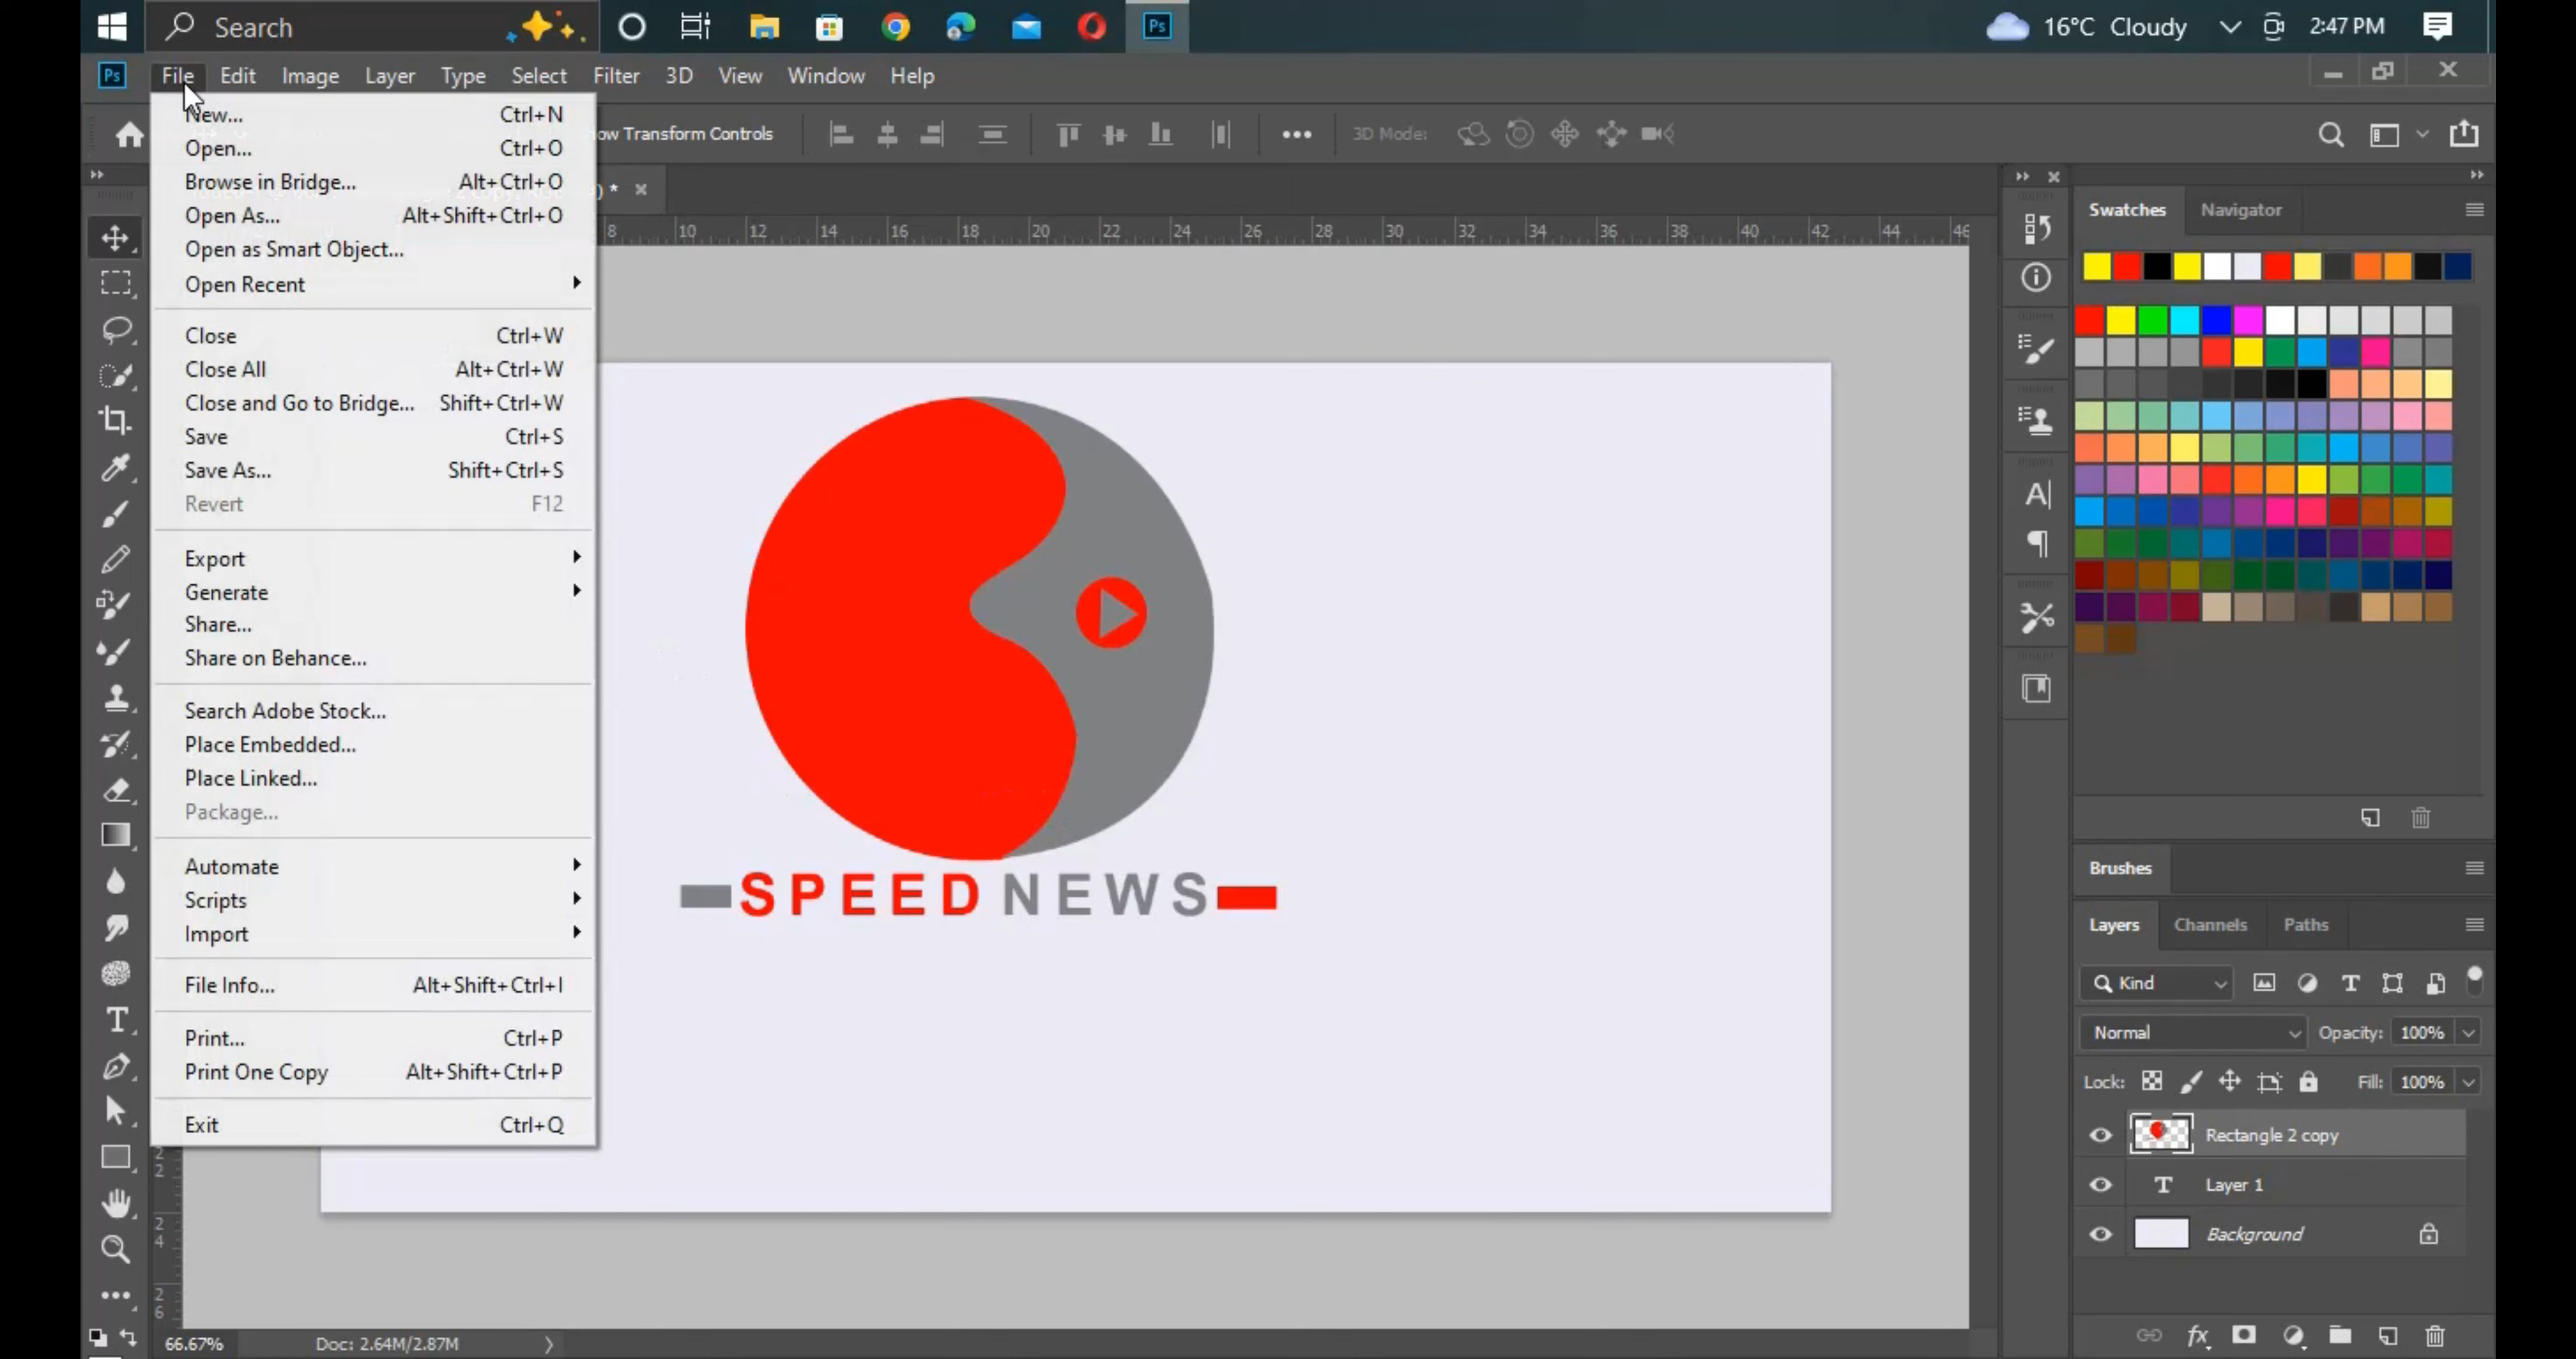 Search
16°C Cloudy
2:47 PM
Ps
File Edit Image Layer Type Select Filter 3D View Window Help
New... Ctrl+N
Open... Ctrl+O
Browse in Bridge... Alt+Ctrl+O
Open As... Alt+Shift+Ctrl+O
Open as Smart Object...
Open Recent
Close Ctrl+W
Close All Alt+Ctrl+W
Close and Go to Bridge... Shift+Ctrl+W
Save Ctrl+S
Save As... Shift+Ctrl+S
Revert F12
Export
Generate
Share...
Share on Behance...
Search Adobe Stock...
Place Embedded...
Place Linked...
Package...
Automate
Scripts
Import
File Info... Alt+Shift+Ctrl+I
Print... Ctrl+P
Print One Copy Alt+Shift+Ctrl+P
Exit Ctrl+Q
ow Transform Controls
3D Mode:
) *
8 10 12 14 16 18 20 22 24 26 28 30 32 34 36 38 40 42 44 46
SPEED NEWS
2 2
2 4
2 6
66.67% Doc: 2.64M/2.87M
Swatches Navigator
Brushes
Layers Channels Paths
Kind
Normal Opacity: 100%
Lock: Fill: 100%
Rectangle 2 copy
Layer 1
Background